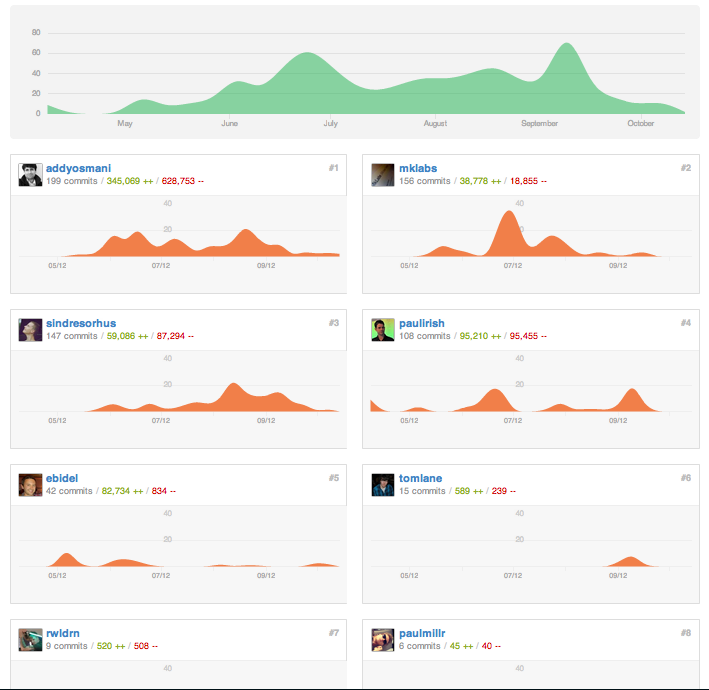 80
60
40
20
0
May June July August September October
addyosmani #1
199 commits / 345,069 ++ / 628,753 --
40
20
05/12 07/12 09/12
mklabs #2
156 commits / 38,778 ++ / 18,855 --
40
20
05/12 07/12 09/12
sindresorhus #3
147 commits / 59,086 ++ / 87,294 --
40
20
05/12 07/12 09/12
paulirish #4
108 commits / 95,210 ++ / 95,455 --
40
20
05/12 07/12 09/12
ebidel #5
42 commits / 82,734 ++ / 834 --
40
20
05/12 07/12 09/12
tomlane #6
15 commits / 589 ++ / 239 --
40
20
05/12 07/12 09/12
rwldrn #7
9 commits / 520 ++ / 508 --
40
paulmillr #8
6 commits / 45 ++ / 40 --
40